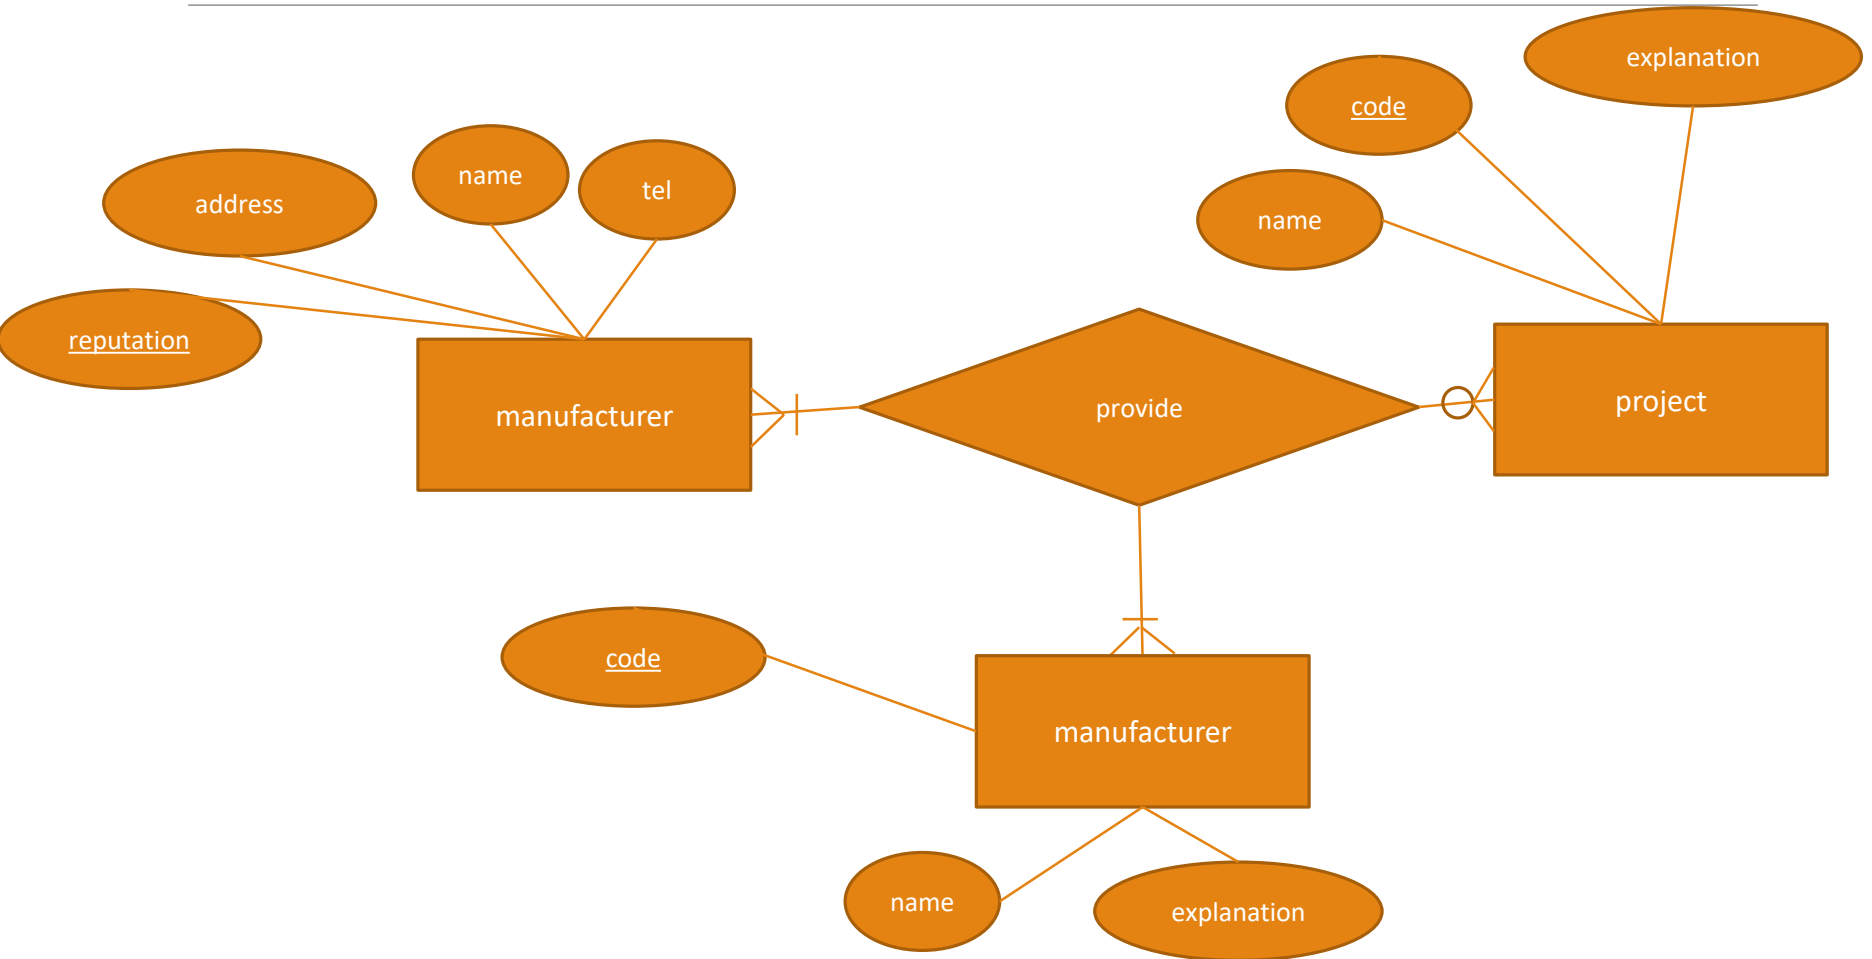 explanation
code
name
tel
address
name
reputation
manufacturer
provide
project
code
manufacturer
name
explanation